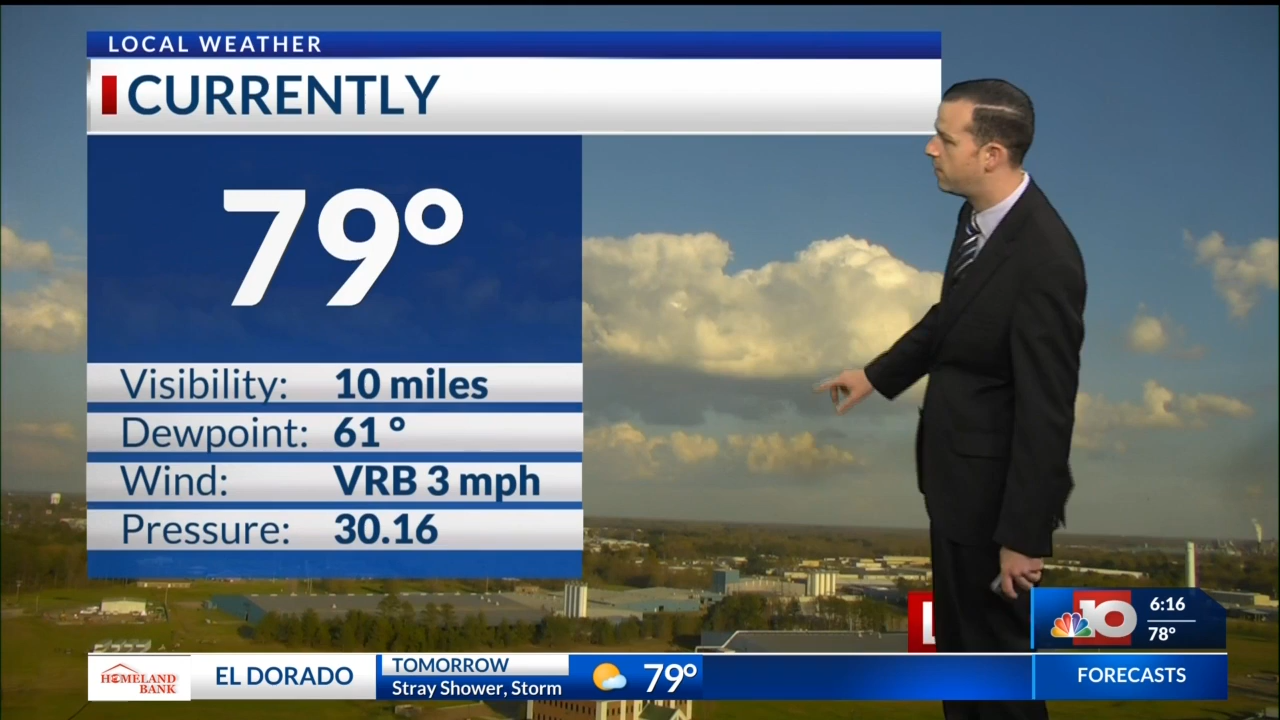 LOCAL WEATHER
CURRENTLY
79°
Visibility: 10 miles
Dewpoint: 61°
Wind: VRB 3 mph
Pressure: 30.16
10
6:16
78°
HOMELAND
BANK
EL DORADO
TOMORROW
Stray Shower, Storm
79°
FORECASTS